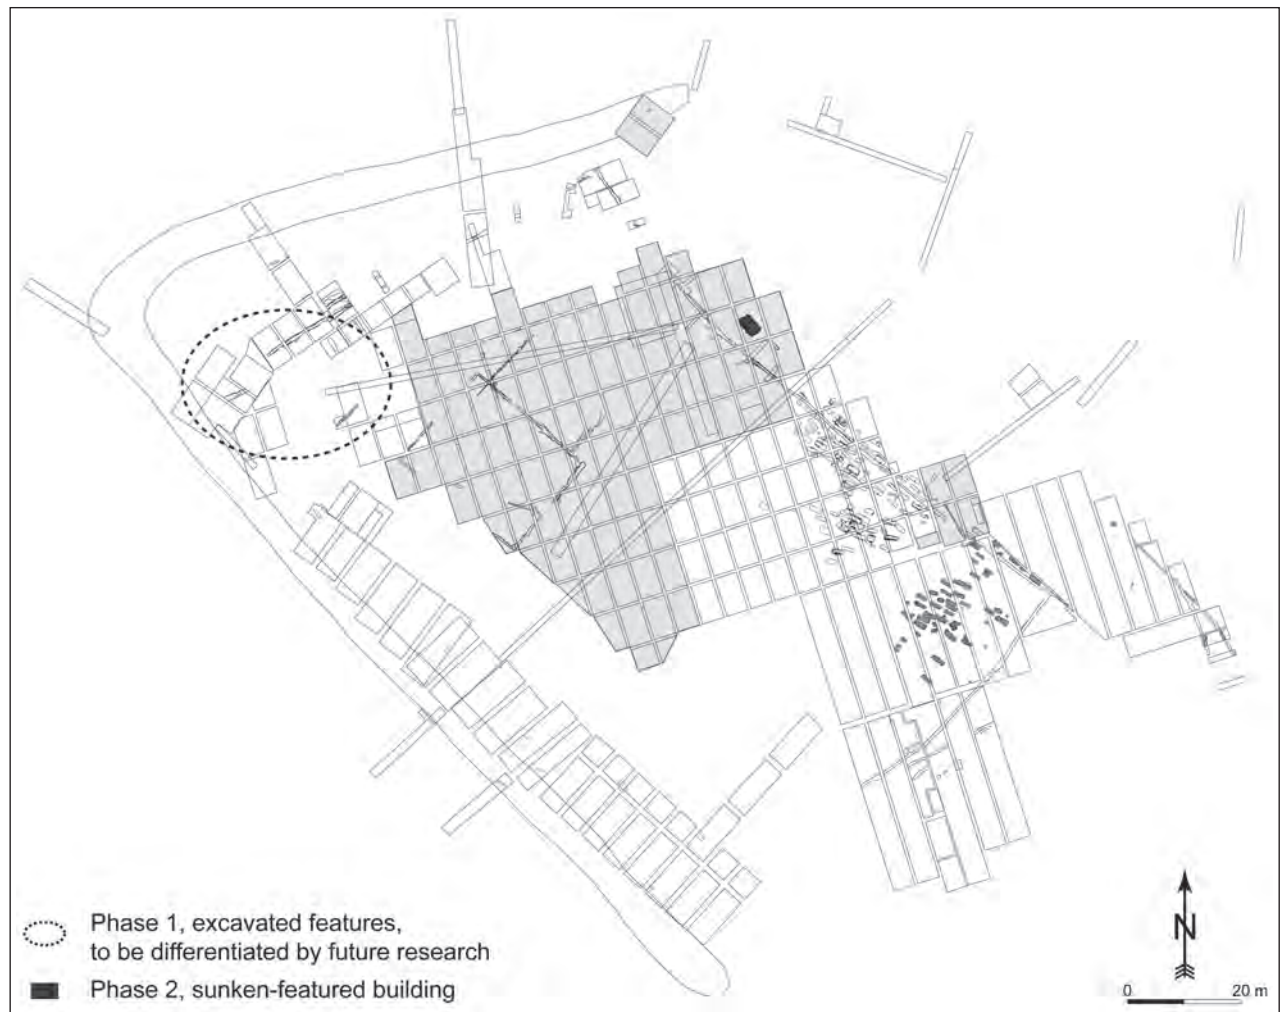 N
0 20 m
Phase 1, excavated features,
to be differentiated by future research
Phase 2, sunken-featured building